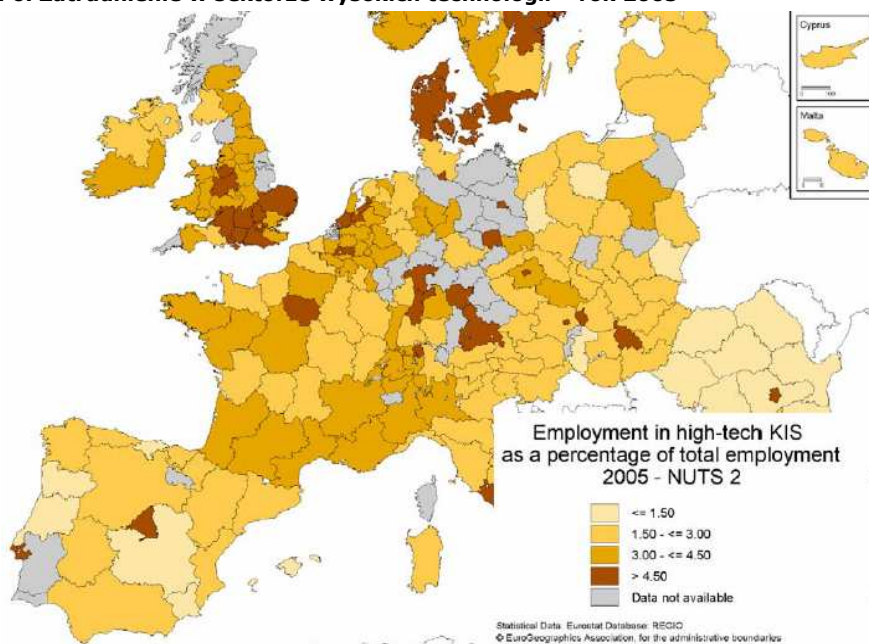 Cyprus
Malta
Employment in high-tech KIS
as a percentage of total employment
2005 - NUTS 2
<= 1.50
1.50 - <= 3.00
3.00 - <= 4.50
> 4.50
Data not available
Statistical Data: Eurostat Database: REGIO
© EuroGeographics Association, for the administrative boundaries